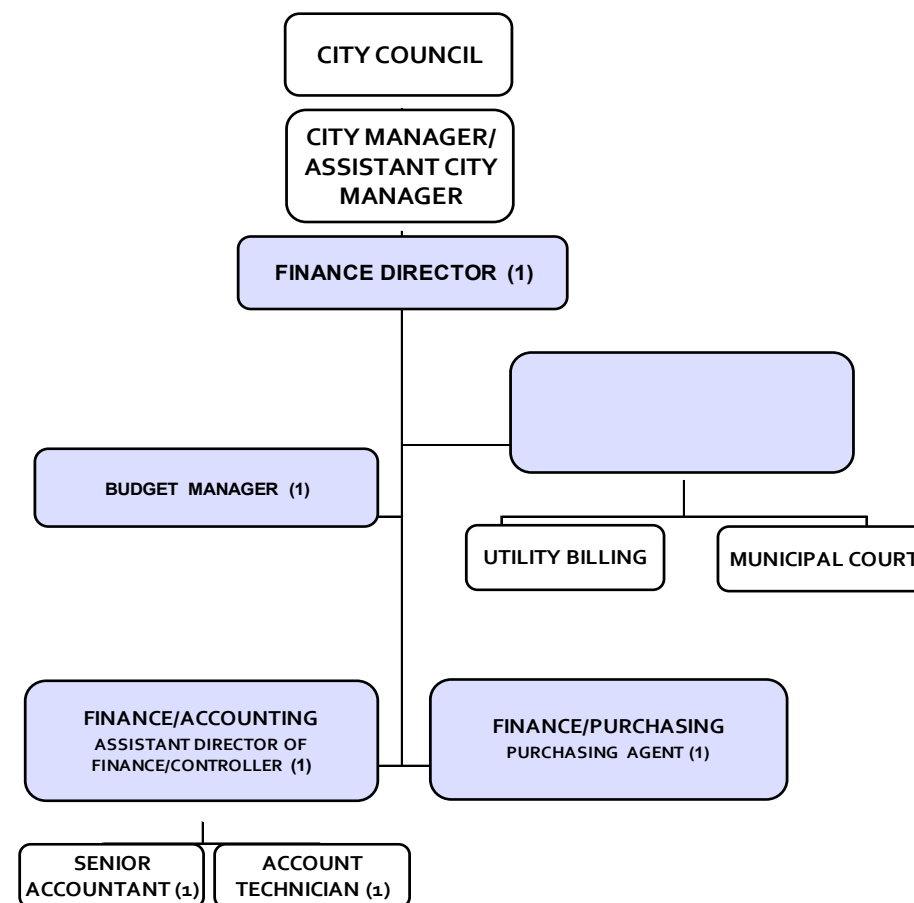 CITY COUNCIL
CITY MANAGER/
ASSISTANT CITY
MANAGER
FINANCE DIRECTOR (1)
BUDGET MANAGER (1)
UTILITY BILLING
MUNICIPAL COURT
FINANCE/ACCOUNTING
ASSISTANT DIRECTOR OF
FINANCE/CONTROLLER (1)
FINANCE/PURCHASING
PURCHASING AGENT (1)
SENIOR
ACCOUNTANT (1)
ACCOUNT
TECHNICIAN (1)